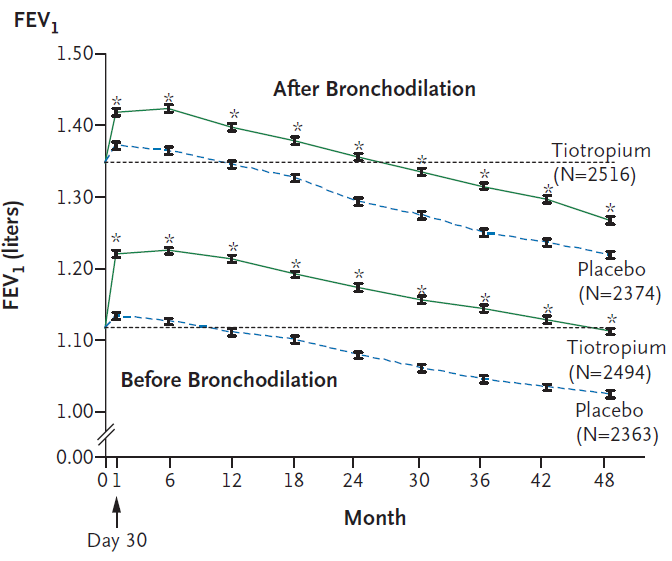 FEV1
FEV1 (liters)
1.50
1.40
1.30
1.20
1.10
1.00
0.00
After Bronchodilation
* * * * * * * * *
Tiotropium
(N=2516)
Placebo
(N=2374)
* * * * * * * * *
Tiotropium
(N=2494)
Before Bronchodilation
Placebo
(N=2363)
0 1 6 12 18 24 30 36 42 48
Day 30
Month